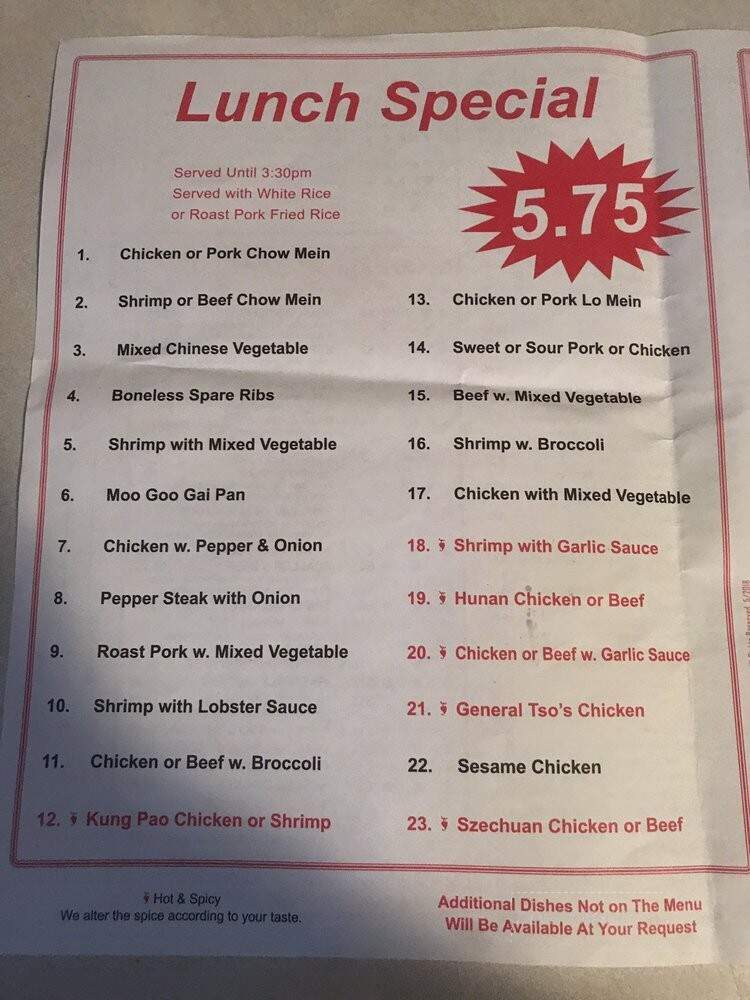 Lunch Special
Served Until 3:30pm
Served with White Rice
or Roast Pork Fried Rice
5.75
1. Chicken or Pork Chow Mein
2. Shrimp or Beef Chow Mein
3. Mixed Chinese Vegetable
4. Boneless Spare Ribs
5. Shrimp with Mixed Vegetable
6. Moo Goo Gai Pan
7. Chicken w. Pepper & Onion
8. Pepper Steak with Onion
9. Roast Pork w. Mixed Vegetable
10. Shrimp with Lobster Sauce
11. Chicken or Beef w. Broccoli
12. Kung Pao Chicken or Shrimp
13. Chicken or Pork Lo Mein
14. Sweet or Sour Pork or Chicken
15. Beef w. Mixed Vegetable
16. Shrimp w. Broccoli
17. Chicken with Mixed Vegetable
18. Shrimp with Garlic Sauce
19. Hunan Chicken or Beef
20. Chicken or Beef w. Garlic Sauce
21. General Tso's Chicken
22. Sesame Chicken
23. Szechuan Chicken or Beef
Hot & Spicy
We alter the spice according to your taste.
Additional Dishes Not on The Menu
Will Be Available At Your Request
5/2018